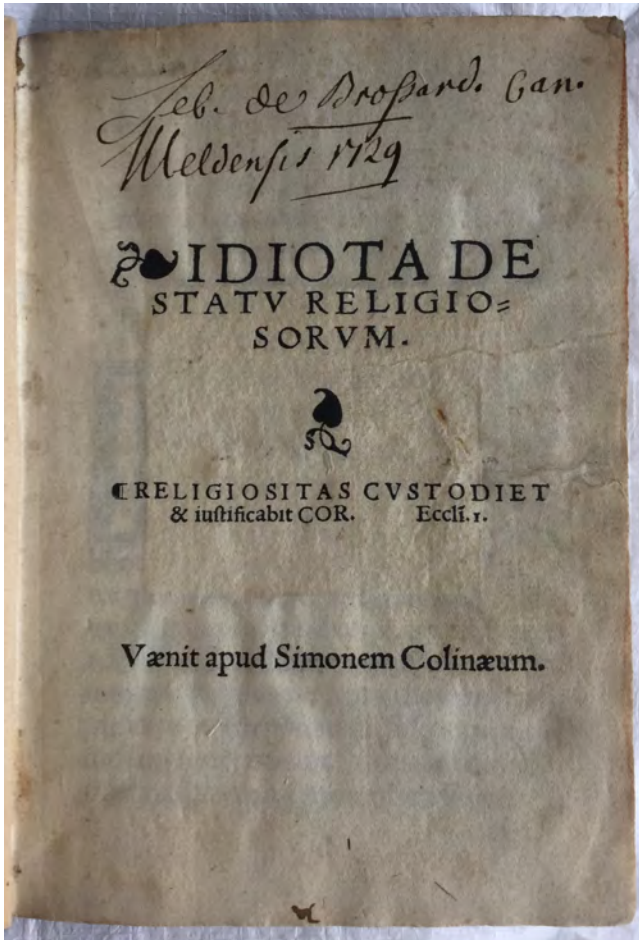 Seb. de Broßard. Can.
Meldensis 1729
IDIOTA DE
STATV RELIGIO=
SORVM.
¶RELIGIOSITAS CVSTODIET
& iuſtificabit COR. Eccli̅. 1.
Vænit apud Simonem Colinæum.